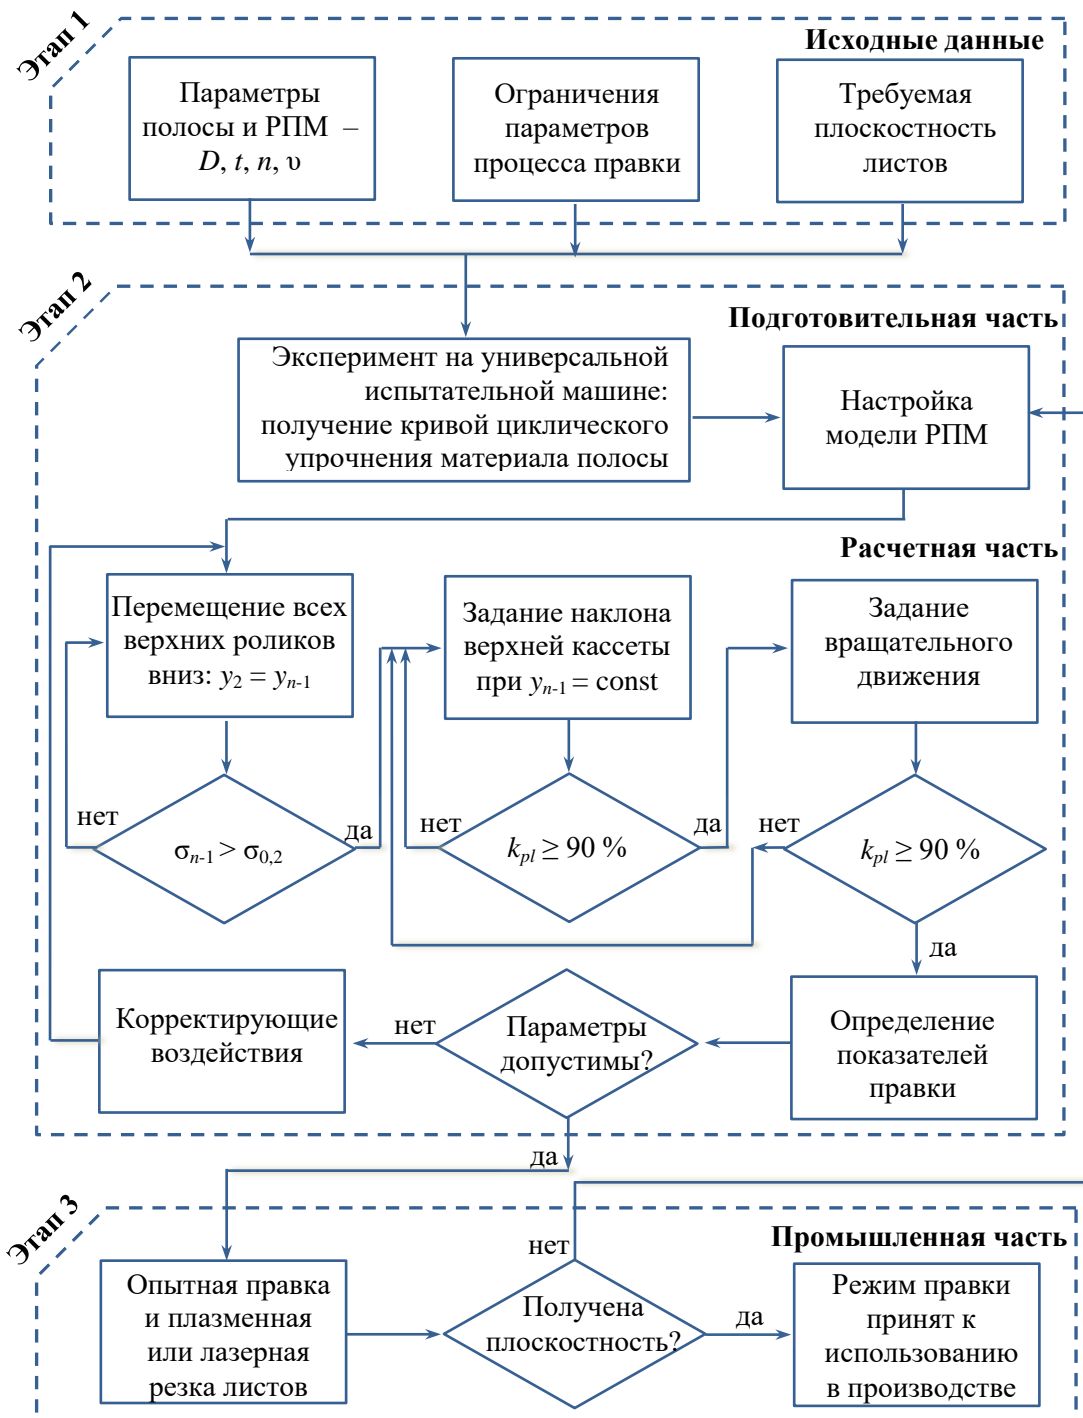 Этап 1
Исходные данные
Параметры
полосы и РПМ –
D, t, n, υ
Ограничения
параметров
процесса правки
Требуемая
плоскостность
листов
Этап 2
Подготовительная часть
Эксперимент на универсальной
испытательной машине:
получение кривой циклического
упрочнения материала полосы
Настройка
модели РПМ
Расчетная часть
Перемещение всех
верхних роликов
вниз: y₂ = yₙ₋₁
Задание наклона
верхней кассеты
при yₙ₋₁ = const
Задание
вращательного
движения
нет
σₙ₋₁ > σ0,2
да
нет
kpl ≥ 90 %
да
нет
kpl ≥ 90 %
да
Корректирующие
воздействия
нет
Параметры
допустимы?
Определение
показателей
правки
да
Этап 3
Промышленная часть
нет
Опытная правка
и плазменная
или лазерная
резка листов
Получена
плоскостность?
да
Режим правки
принят к
использованию
в производстве